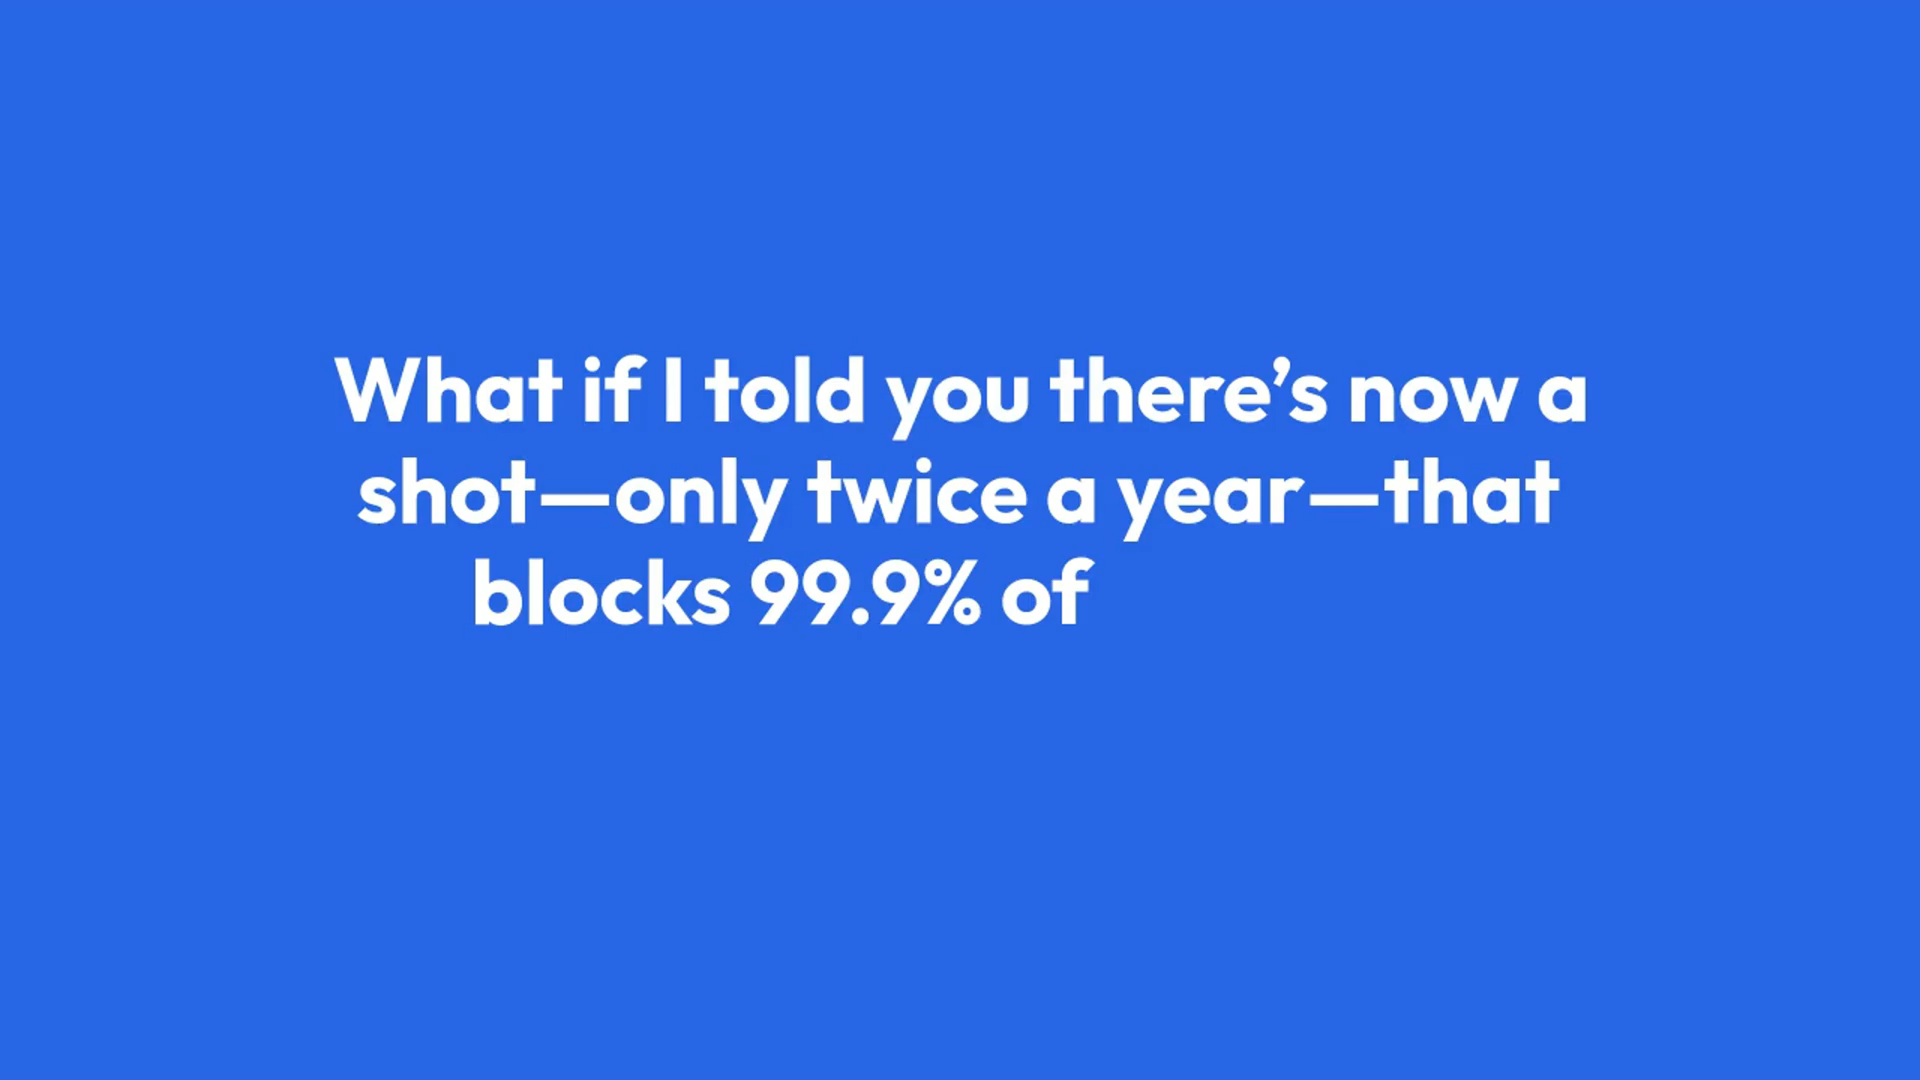 What if I told you there’s now a
shot—only twice a year—that
blocks 99.9% of